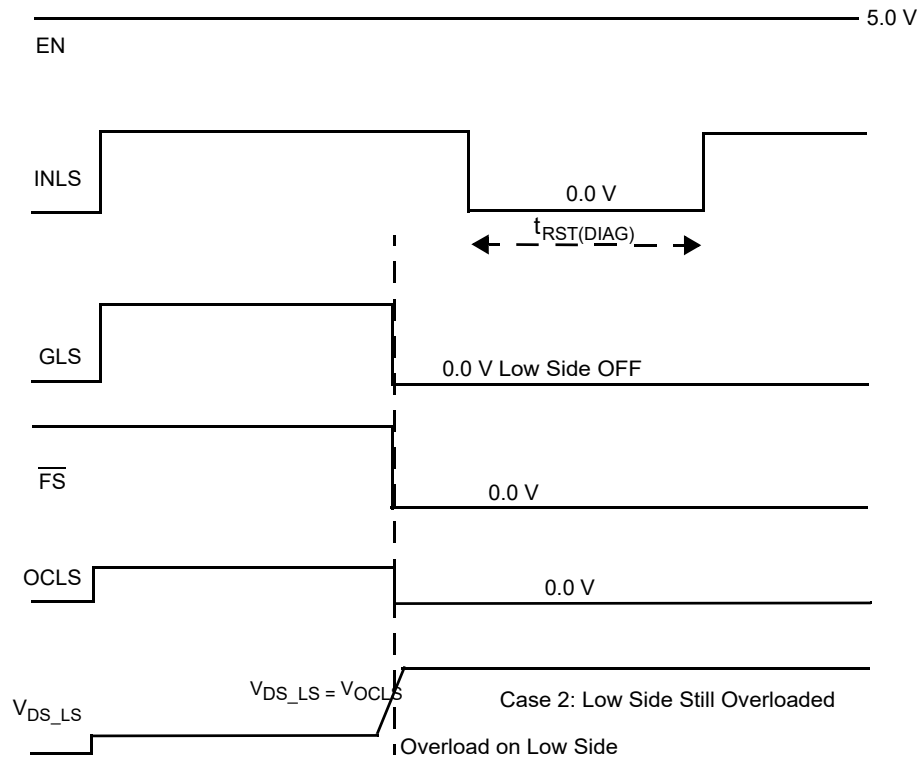 5.0 V
EN
INLS
0.0 V
tRST(DIAG)
GLS
0.0 V Low Side OFF
FS
0.0 V
OCLS
0.0 V
VDS_LS = VOCLS
Case 2: Low Side Still Overloaded
VDS_LS
Overload on Low Side